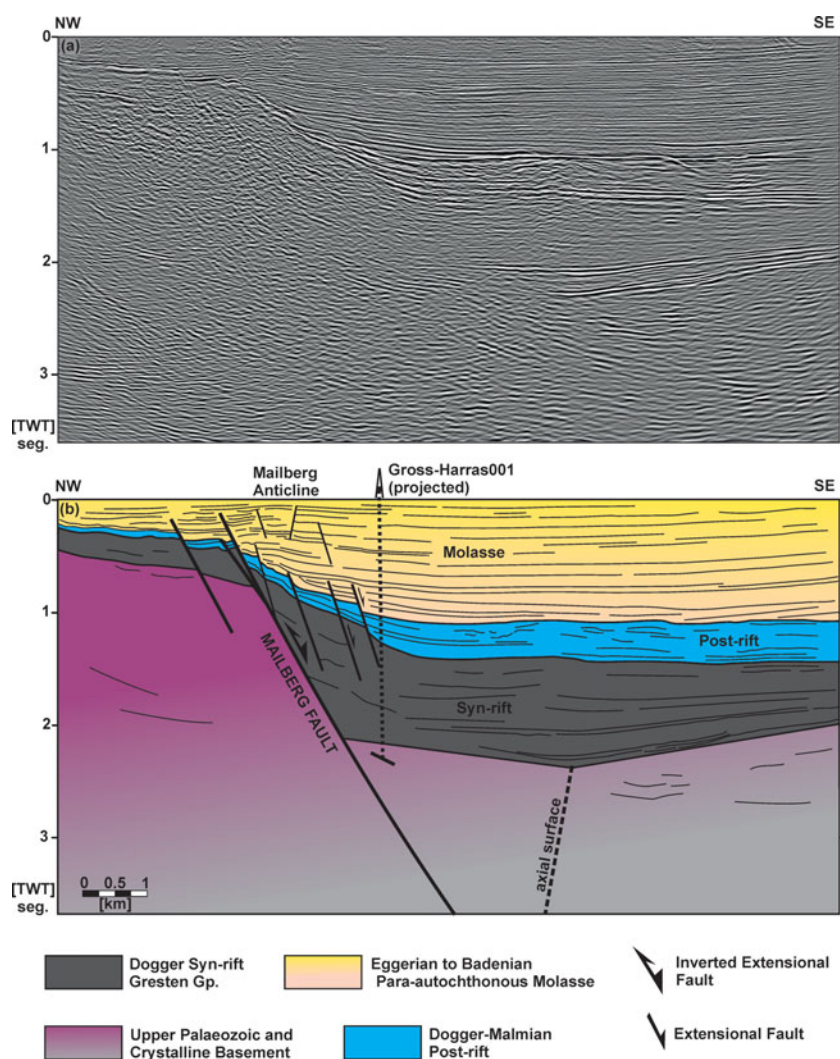 NW SE
0
(a)
1
2
3
[TWT]
seg.
NW SE
Mailberg
Anticline
Gross-Harras001
(projected)
0
(b)
Molasse
1
Post-rift
MAILBERG FAULT
Syn-rift
2
3
axial surface
0 0.5 1
[km]
[TWT]
seg.
Dogger Syn-rift
Gresten Gp.
Eggerian to Badenian
Para-autochthonous Molasse
Inverted Extensional
Fault
Upper Palaeozoic and
Crystalline Basement
Dogger-Malmian
Post-rift
Extensional Fault